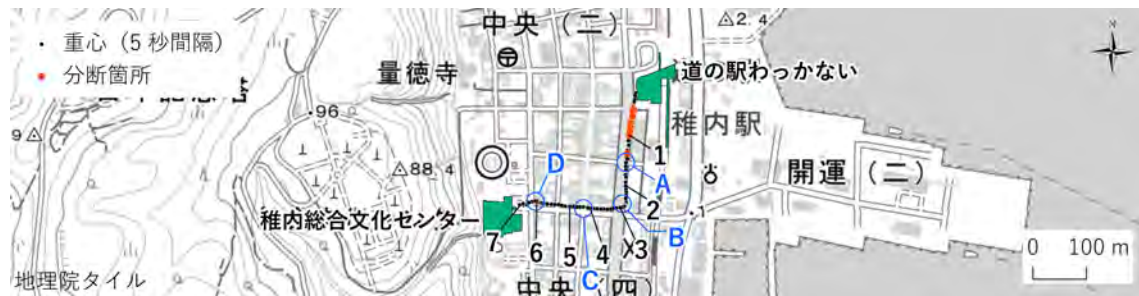 ・ 重心（5 秒間隔）
● 分断箇所
中央（二）
△2.4
N
道の駅わっかない
量徳寺
稚内駅
9
.96
△88.4
開運（二）
D
1
A
2
B
.1
稚内総合文化センター
7
6
5
4
X3
C
0 100 m
中央（四）
地理院タイル